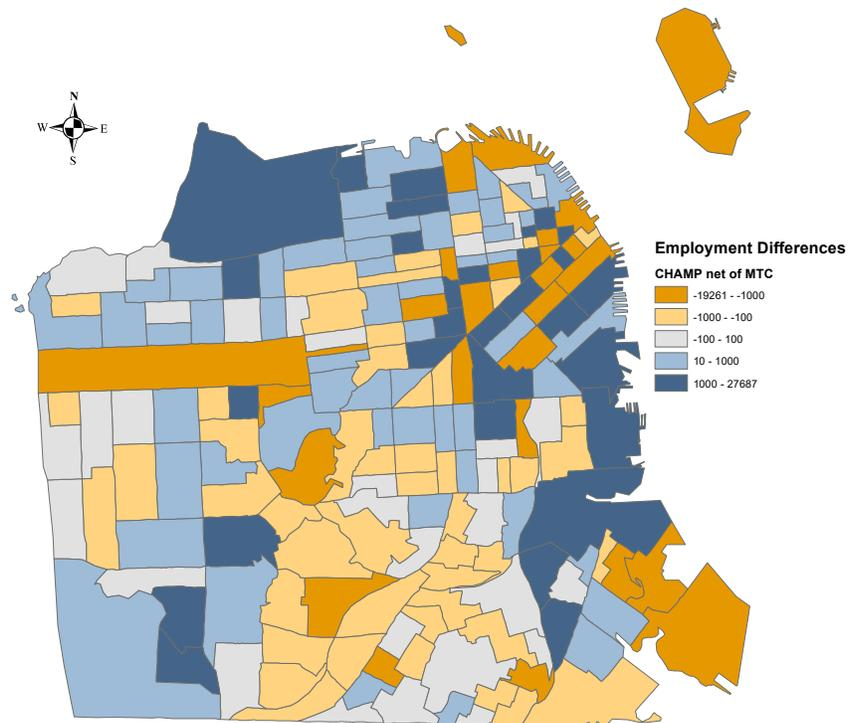 N
W E
S
Employment Differences
CHAMP net of MTC
-19261 - -1000
-1000 - -100
-100 - 100
10 - 1000
1000 - 27687